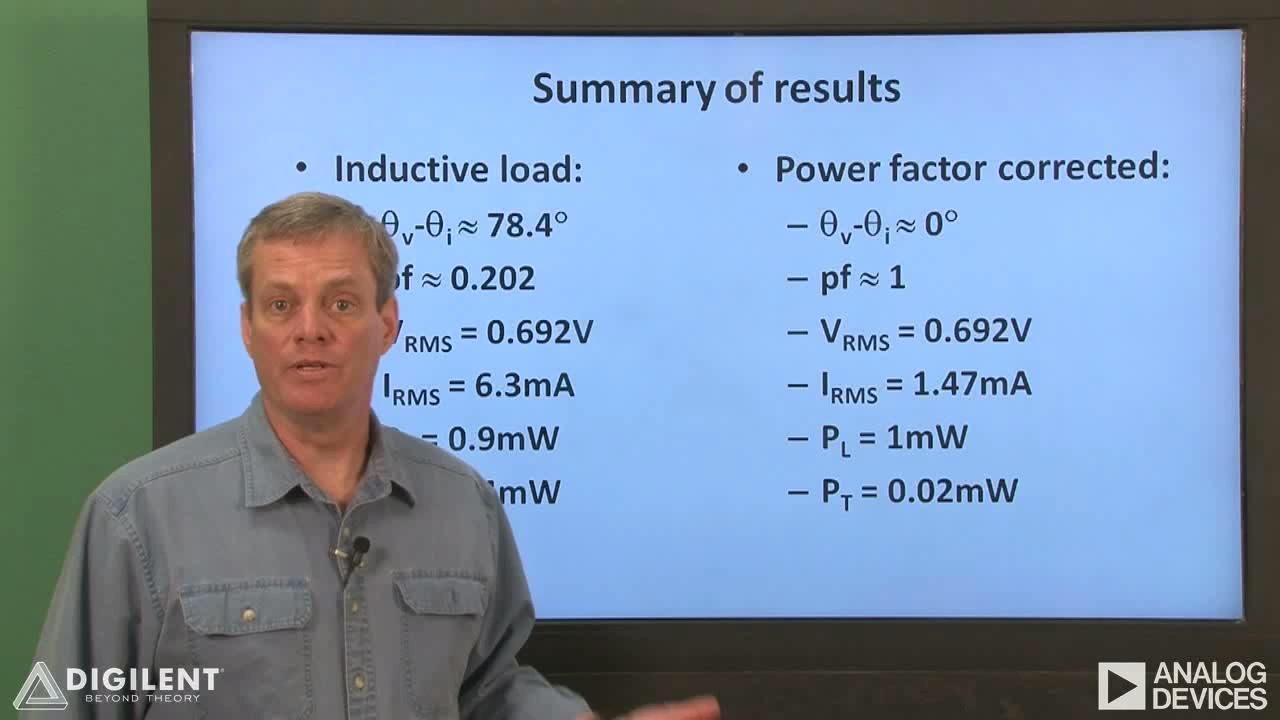 Summary of results
• Inductive load:
θv-θi ≈ 78.4°
pf ≈ 0.202
VRMS = 0.692V
IRMS = 6.3mA
= 0.9mW
mW
• Power factor corrected:
– θv-θi ≈ 0°
– pf ≈ 1
– VRMS = 0.692V
– IRMS = 1.47mA
– PL = 1mW
– PT = 0.02mW
DIGILENT
BEYOND THEORY
ANALOG
DEVICES